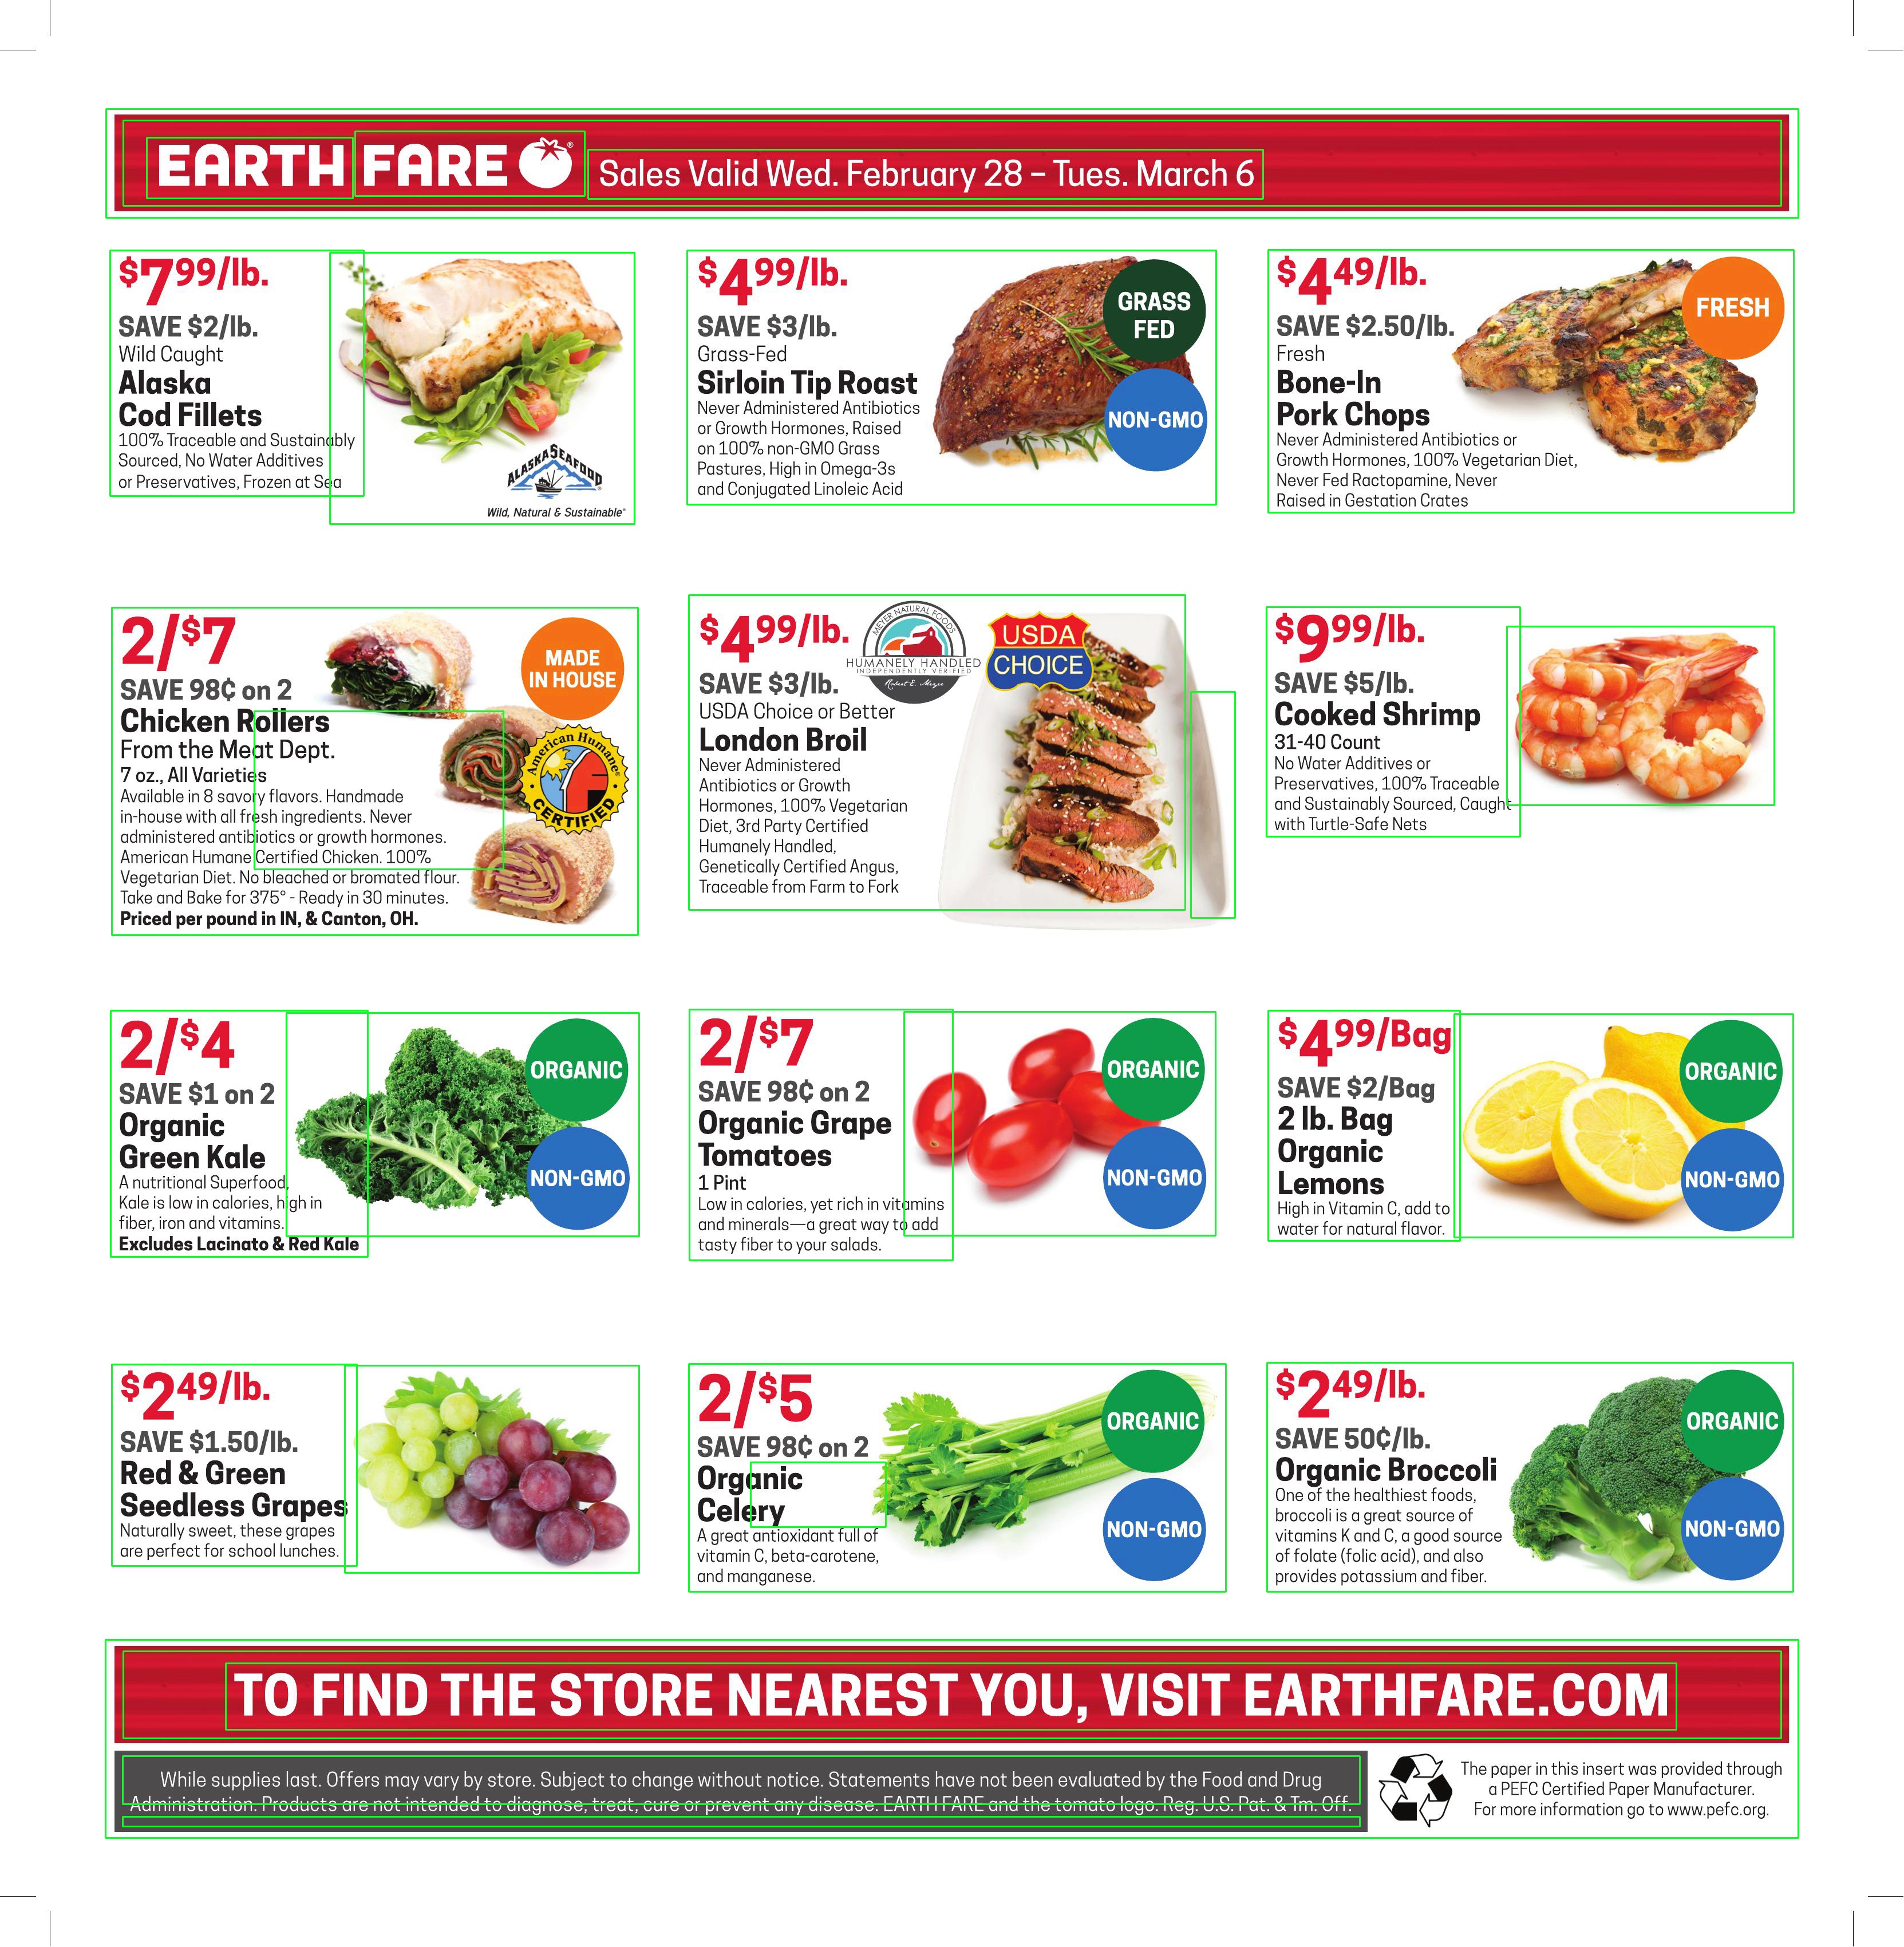 EARTH FARE®
Sales Valid Wed. February 28 – Tues. March 6
$7 99/lb.
SAVE $2/lb.
Wild Caught
Alaska
Cod Fillets
100% Traceable and Sustainably
Sourced, No Water Additives
or Preservatives, Frozen at Sea
ALASKA SEAFOOD
Wild, Natural & Sustainable®
$4 99/lb.
SAVE $3/lb.
Grass-Fed
Sirloin Tip Roast
Never Administered Antibiotics
or Growth Hormones, Raised
on 100% non-GMO Grass
Pastures, High in Omega-3s
and Conjugated Linoleic Acid
GRASS
FED
NON-GMO
$4 49/lb.
SAVE $2.50/lb.
Fresh
Bone-In
Pork Chops
Never Administered Antibiotics or
Growth Hormones, 100% Vegetarian Diet,
Never Fed Ractopamine, Never
Raised in Gestation Crates
FRESH
2/$7
SAVE 98¢ on 2
Chicken Rollers
From the Meat Dept.
7 oz., All Varieties
Available in 8 savory flavors. Handmade
in-house with all fresh ingredients. Never
administered antibiotics or growth hormones.
American Humane Certified Chicken. 100%
Vegetarian Diet. No bleached or bromated flour.
Take and Bake for 375° - Ready in 30 minutes.
Priced per pound in IN, & Canton, OH.
MADE
IN HOUSE
American Humane®
CERTIFIED
$4 99/lb.
SAVE $3/lb.
USDA Choice or Better
London Broil
Never Administered
Antibiotics or Growth
Hormones, 100% Vegetarian
Diet, 3rd Party Certified
Humanely Handled,
Genetically Certified Angus,
Traceable from Farm to Fork
MEYER NATURAL FOODS
HUMANELY HANDLED
INDEPENDENTLY VERIFIED
Robert E. Meyer
USDA
CHOICE
$9 99/lb.
SAVE $5/lb.
Cooked Shrimp
31-40 Count
No Water Additives or
Preservatives, 100% Traceable
and Sustainably Sourced, Caught
with Turtle-Safe Nets
2/$4
SAVE $1 on 2
Organic
Green Kale
A nutritional Superfood,
Kale is low in calories, high in
fiber, iron and vitamins.
Excludes Lacinato & Red Kale
ORGANIC
NON-GMO
2/$7
SAVE 98¢ on 2
Organic Grape
Tomatoes
1 Pint
Low in calories, yet rich in vitamins
and minerals—a great way to add
tasty fiber to your salads.
ORGANIC
NON-GMO
$4 99/Bag
SAVE $2/Bag
2 lb. Bag
Organic
Lemons
High in Vitamin C, add to
water for natural flavor.
ORGANIC
NON-GMO
$2 49/lb.
SAVE $1.50/lb.
Red & Green
Seedless Grapes
Naturally sweet, these grapes
are perfect for school lunches.
2/$5
SAVE 98¢ on 2
Organic
Celery
A great antioxidant full of
vitamin C, beta-carotene,
and manganese.
ORGANIC
NON-GMO
$2 49/lb.
SAVE 50¢/lb.
Organic Broccoli
One of the healthiest foods,
broccoli is a great source of
vitamins K and C, a good source
of folate (folic acid), and also
provides potassium and fiber.
ORGANIC
NON-GMO
TO FIND THE STORE NEAREST YOU, VISIT EARTHFARE.COM
While supplies last. Offers may vary by store. Subject to change without notice. Statements have not been evaluated by the Food and Drug
Administration. Products are not intended to diagnose, treat, cure or prevent any disease. EARTH FARE and the tomato logo. Reg. U.S. Pat. & Tm. Off.
The paper in this insert was provided through
a PEFC Certified Paper Manufacturer.
For more information go to www.pefc.org.